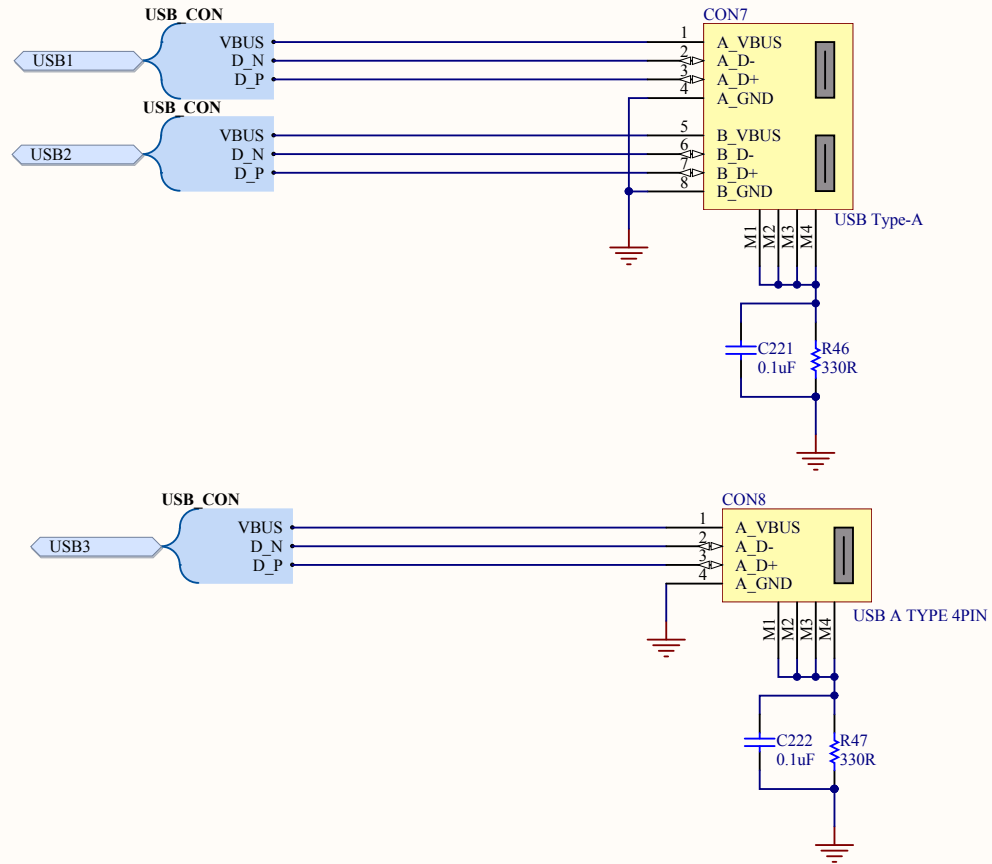 USB_CON
CON7
USB1
VBUS
D_N
D_P
1
2
3
4
A_VBUS
A_D-
A_D+
A_GND
USB_CON
USB2
VBUS
D_N
D_P
5
6
7
8
B_VBUS
B_D-
B_D+
B_GND
USB Type-A
M1
M2
M3
M4
C221
0.1uF
R46
330R
USB_CON
CON8
USB3
VBUS
D_N
D_P
1
2
3
4
A_VBUS
A_D-
A_D+
A_GND
USB A TYPE 4PIN
M1
M2
M3
M4
C222
0.1uF
R47
330R